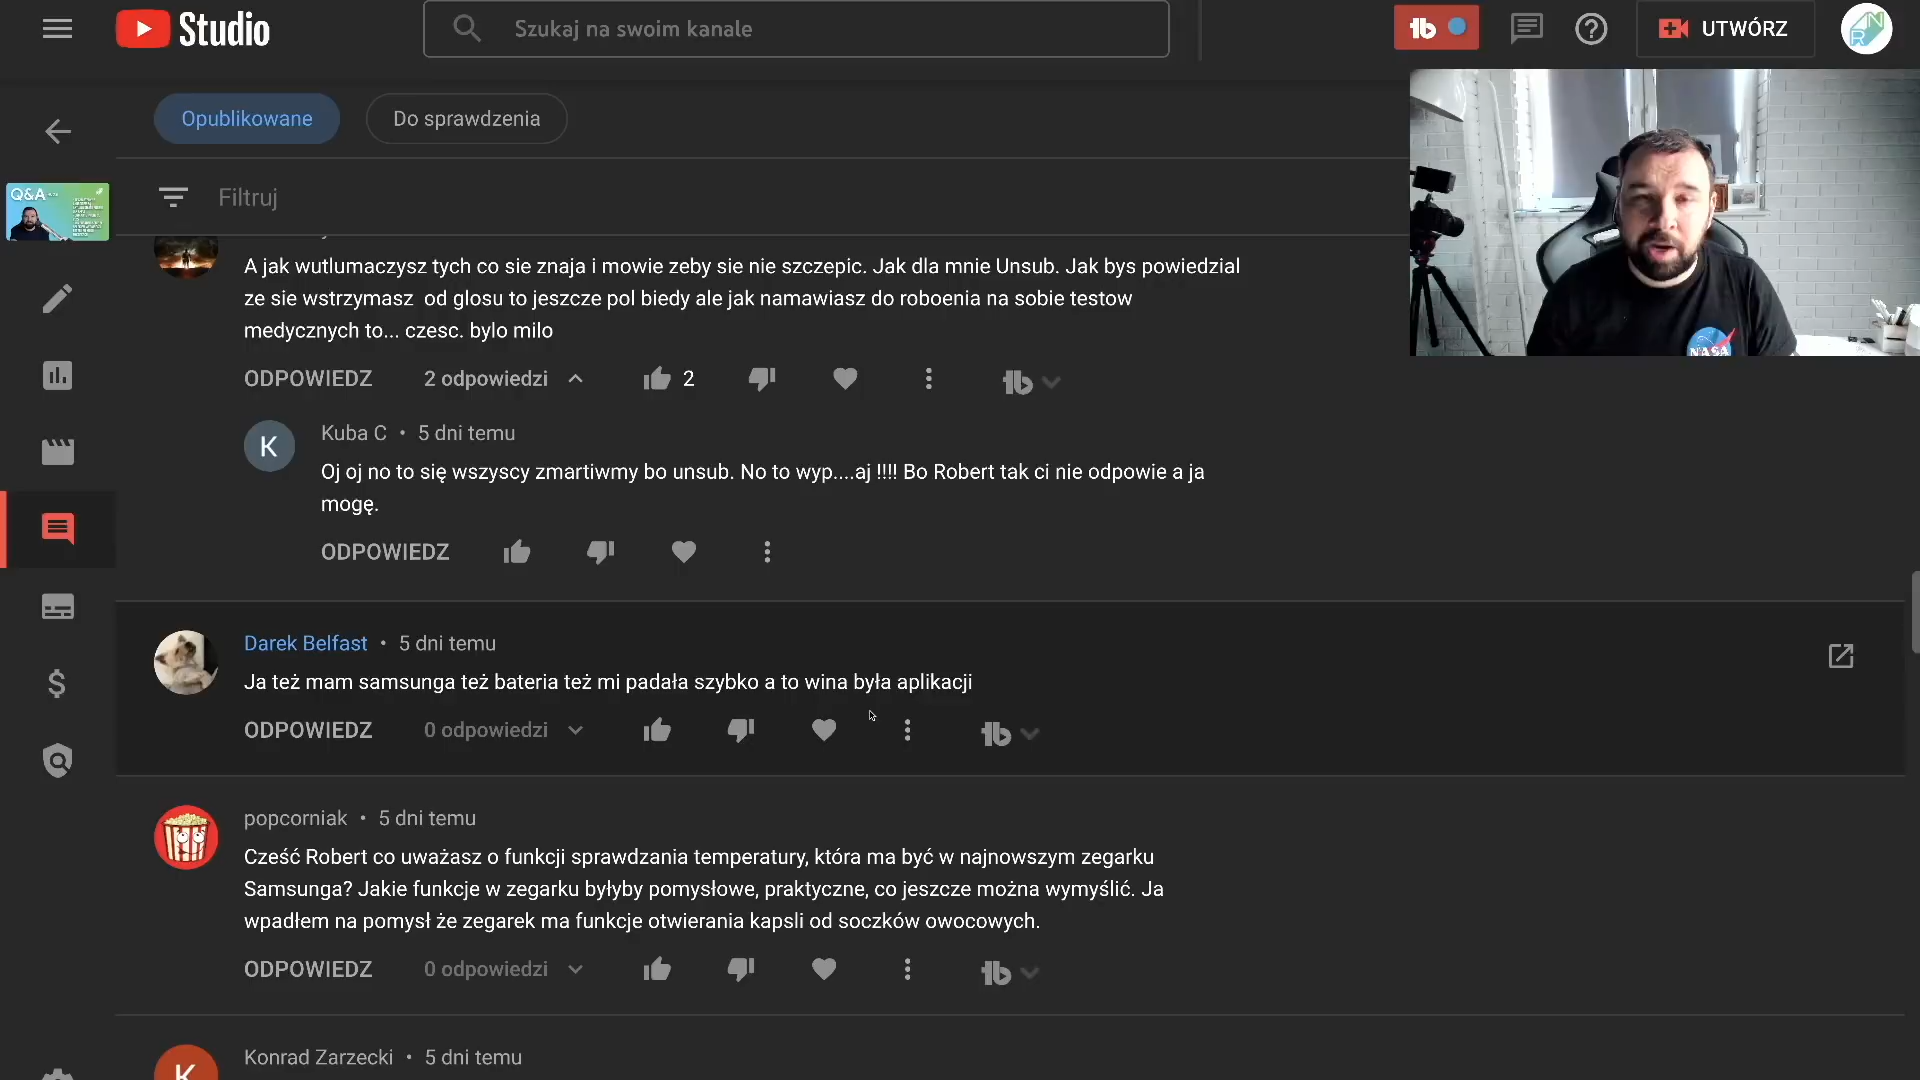 Studio
Szukaj na swoim kanale
UTWÓRZ
Opublikowane
Do sprawdzenia
Q&A
Filtruj
A jak wutlumaczysz tych co sie znaja i mowie zeby sie nie szczepic. Jak dla mnie Unsub. Jak bys powiedzial
ze sie wstrzymasz od glosu to jeszcze pol biedy ale jak namawiasz do roboenia na sobie testow
medycznych to... czesc. bylo milo
ODPOWIEDZ
2 odpowiedzi
2
K
Kuba C • 5 dni temu
Oj oj no to się wszyscy zmartiwmy bo unsub. No to wyp....aj !!!! Bo Robert tak ci nie odpowie a ja
mogę.
ODPOWIEDZ
Darek Belfast • 5 dni temu
Ja też mam samsunga też bateria też mi padała szybko a to wina była aplikacji
ODPOWIEDZ
0 odpowiedzi
popcorniak • 5 dni temu
Cześć Robert co uważasz o funkcji sprawdzania temperatury, która ma być w najnowszym zegarku
Samsunga? Jakie funkcje w zegarku byłyby pomysłowe, praktyczne, co jeszcze można wymyślić. Ja
wpadłem na pomysł że zegarek ma funkcje otwierania kapsli od soczków owocowych.
ODPOWIEDZ
0 odpowiedzi
K
Konrad Zarzecki • 5 dni temu
NASA